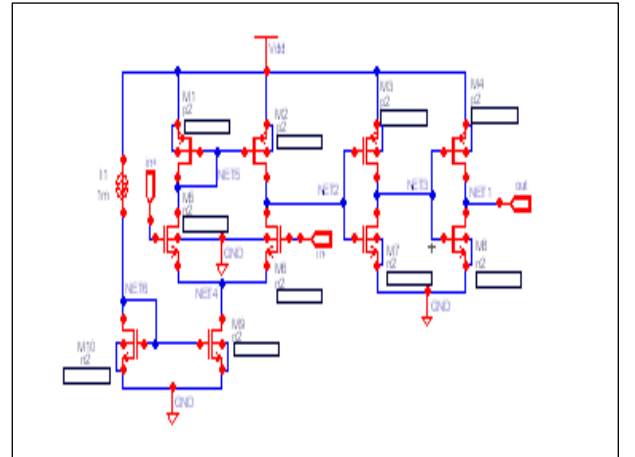 Vdd
M1
p2
M2
p2
M3
p2
M4
p2
I1
1m
in+
NET5
NET2
NET3
NET1
out
M5
n2
GND
M6
n2
M7
n2
M8
n2
NET6
NET4
GND
M10
n2
M9
n2
GND